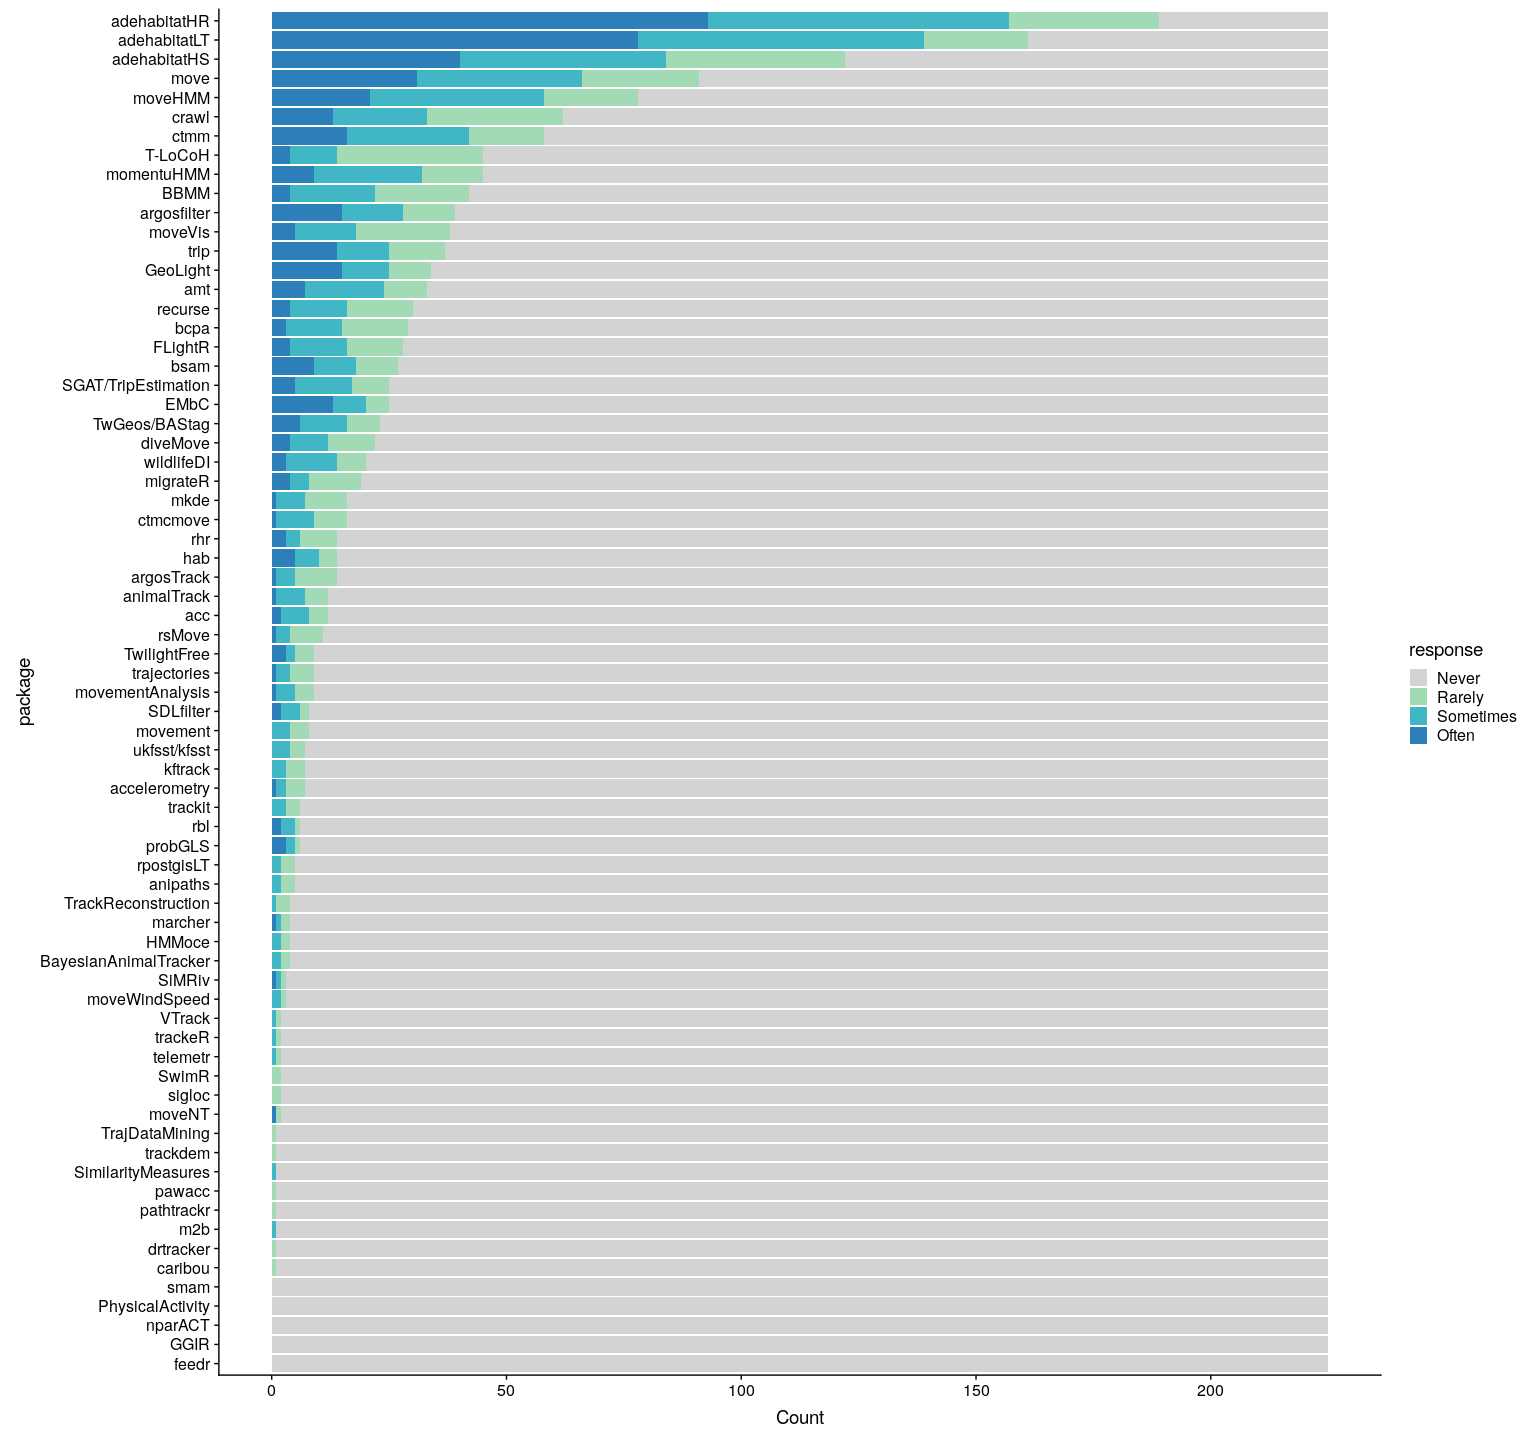 adehabitatHR
adehabitatLT
adehabitatHS
move
moveHMM
crawl
ctmm
T-LoCoH
momentuHMM
BBMM
argosfilter
moveVis
trip
GeoLight
amt
recurse
bcpa
FLightR
bsam
SGAT/TripEstimation
EMbC
TwGeos/BAStag
diveMove
wildlifeDI
migrateR
mkde
ctmcmove
rhr
hab
argosTrack
animalTrack
acc
rsMove
TwilightFree
trajectories
movementAnalysis
SDLfilter
movement
ukfsst/kfsst
kftrack
accelerometry
trackit
rbl
probGLS
rpostgisLT
anipaths
TrackReconstruction
marcher
HMMoce
BayesianAnimalTracker
SiMRiv
moveWindSpeed
VTrack
trackeR
telemetr
SwimR
sigloc
moveNT
TrajDataMining
trackdem
SimilarityMeasures
pawacc
pathtrackr
m2b
drtracker
caribou
smam
PhysicalActivity
nparACT
GGIR
feedr
package
0 50 100 150 200
Count
response
Never
Rarely
Sometimes
Often